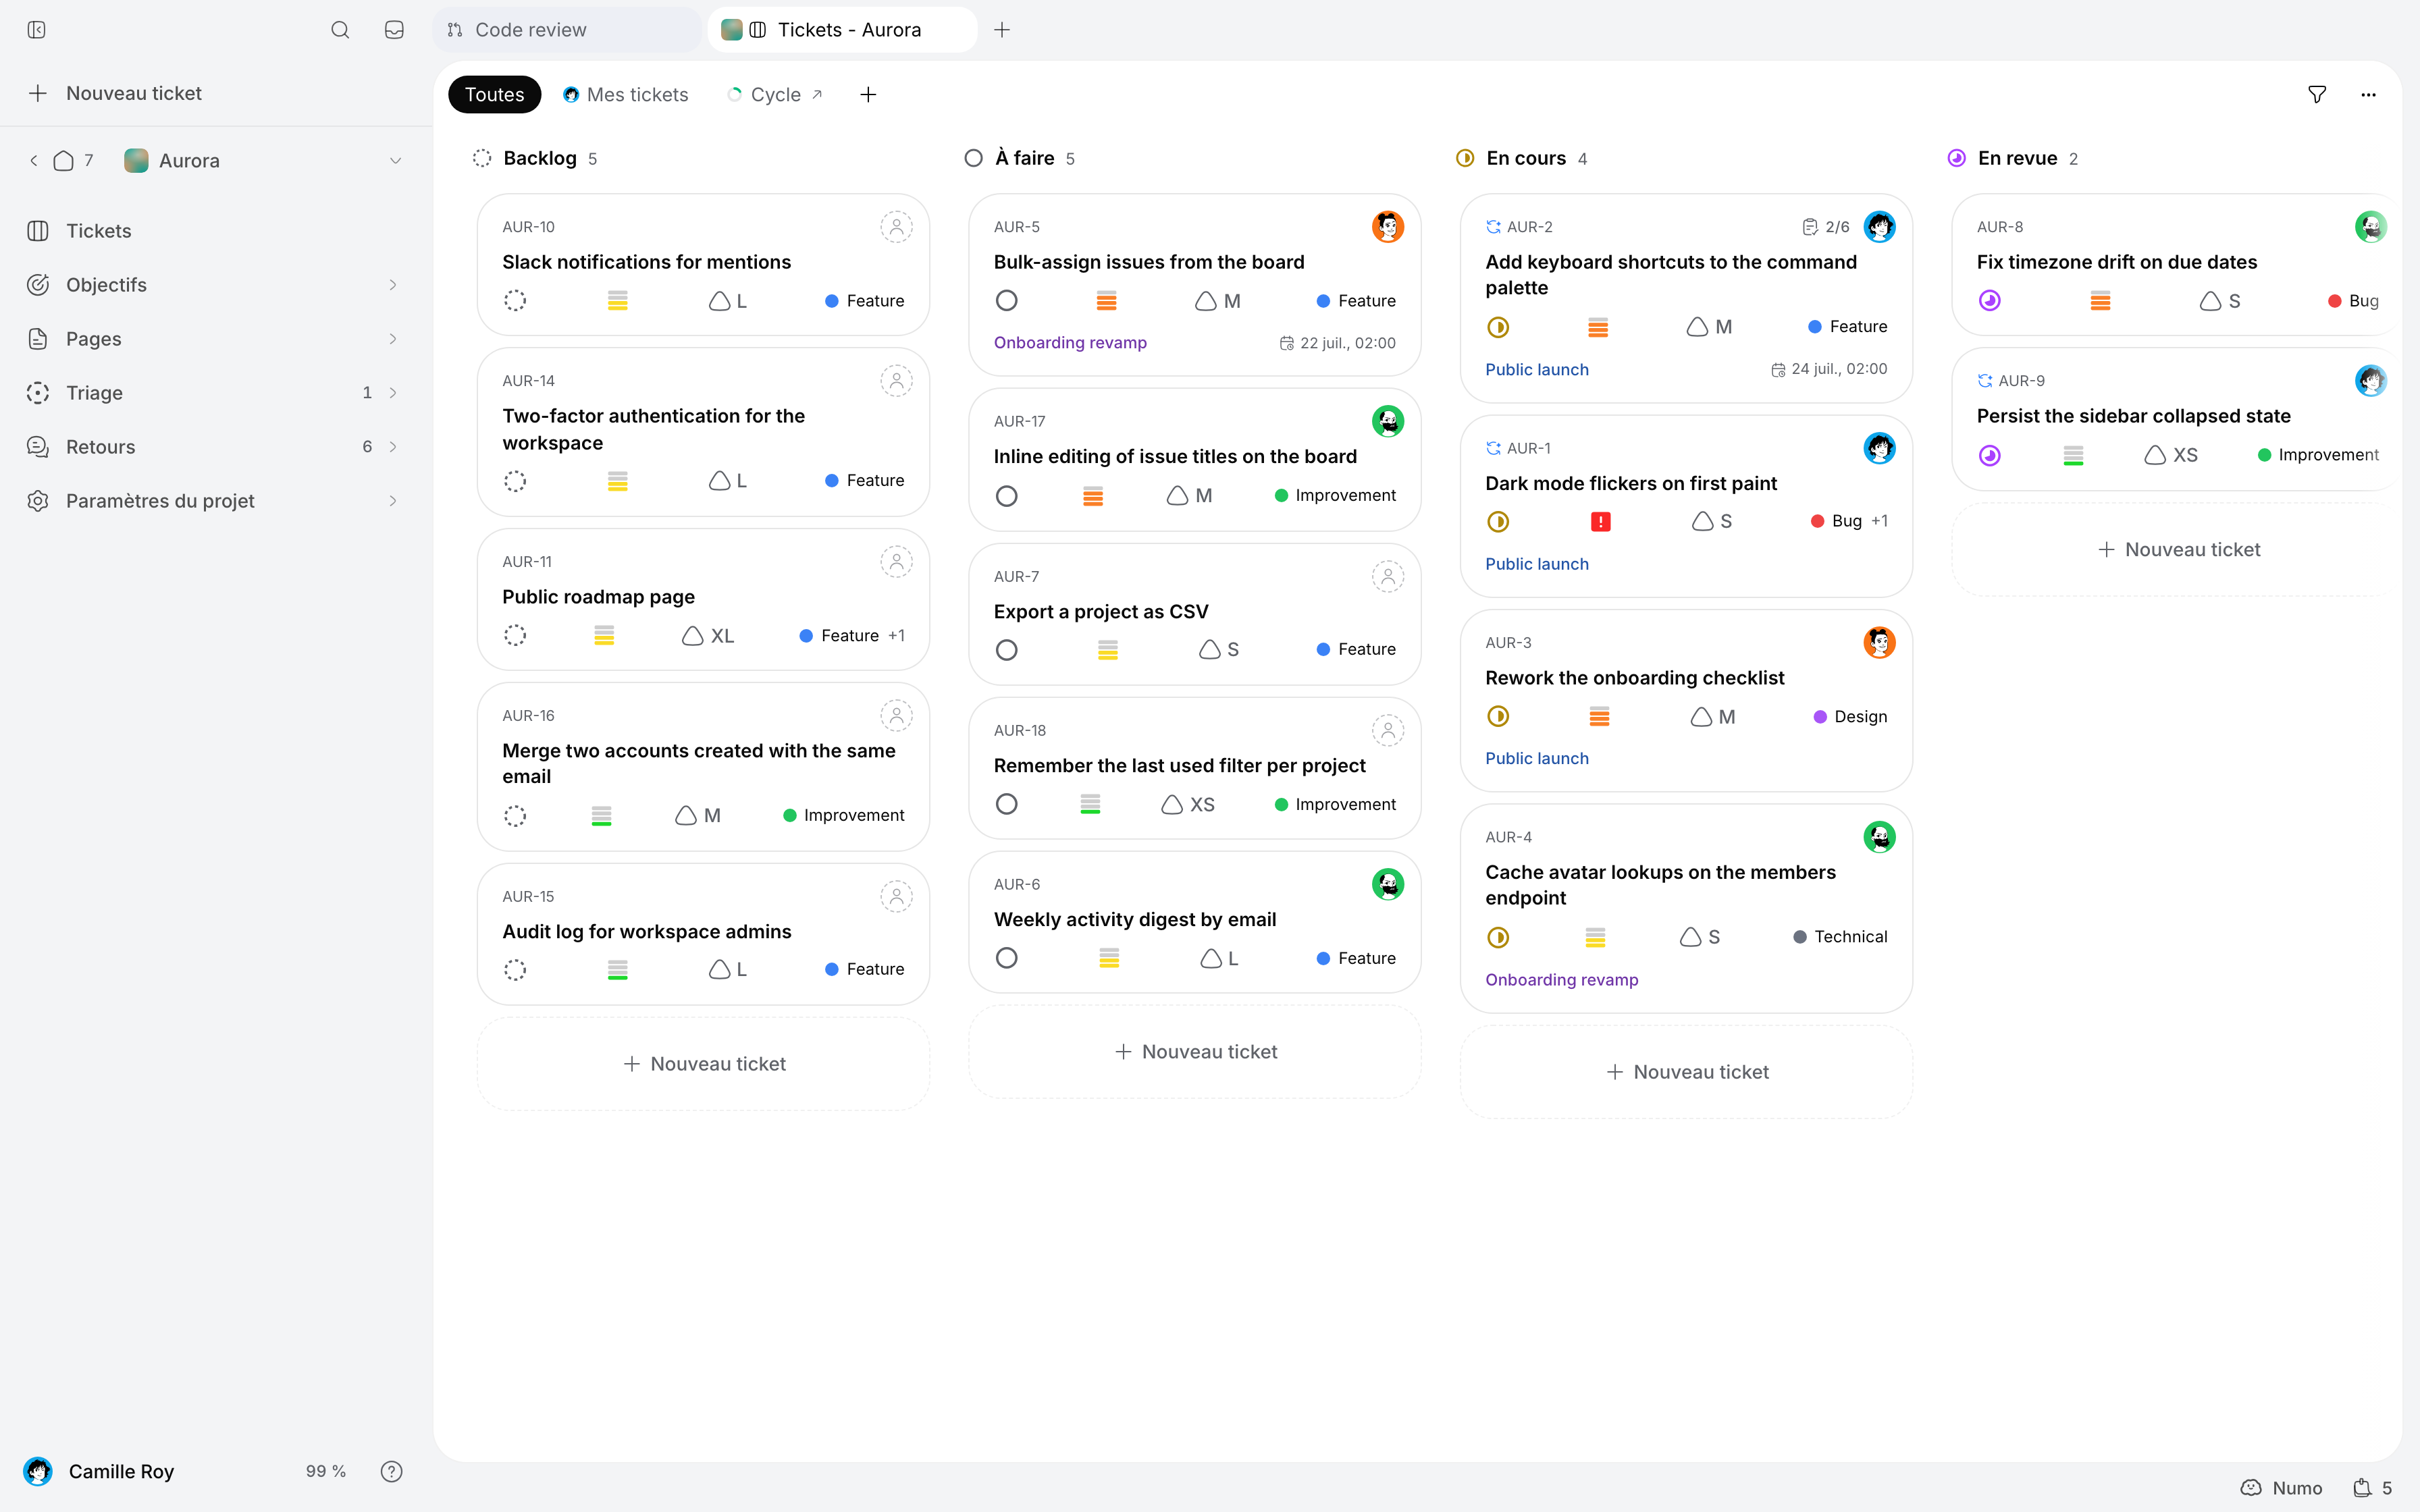 Code review
Tickets - Aurora
Nouveau ticket
7 Aurora
Tickets
Objectifs
Pages
Triage 1
Retours 6
Paramètres du projet
Camille Roy 99 %
Toutes Mes tickets Cycle
Backlog 5
AUR-10
Slack notifications for mentions
L Feature
AUR-14
Two-factor authentication for the
workspace
L Feature
AUR-11
Public roadmap page
XL Feature +1
AUR-16
Merge two accounts created with the same
email
M Improvement
AUR-15
Audit log for workspace admins
L Feature
Nouveau ticket
À faire 5
AUR-5
Bulk-assign issues from the board
M Feature
Onboarding revamp 22 juil., 02:00
AUR-17
Inline editing of issue titles on the board
M Improvement
AUR-7
Export a project as CSV
S Feature
AUR-18
Remember the last used filter per project
XS Improvement
AUR-6
Weekly activity digest by email
L Feature
Nouveau ticket
En cours 4
AUR-2 2/6
Add keyboard shortcuts to the command
palette
M Feature
Public launch 24 juil., 02:00
AUR-1
Dark mode flickers on first paint
S Bug +1
Public launch
AUR-3
Rework the onboarding checklist
M Design
Public launch
AUR-4
Cache avatar lookups on the members
endpoint
S Technical
Onboarding revamp
Nouveau ticket
En revue 2
AUR-8
Fix timezone drift on due dates
S Bug
AUR-9
Persist the sidebar collapsed state
XS Improvement
Nouveau ticket
Numo 5